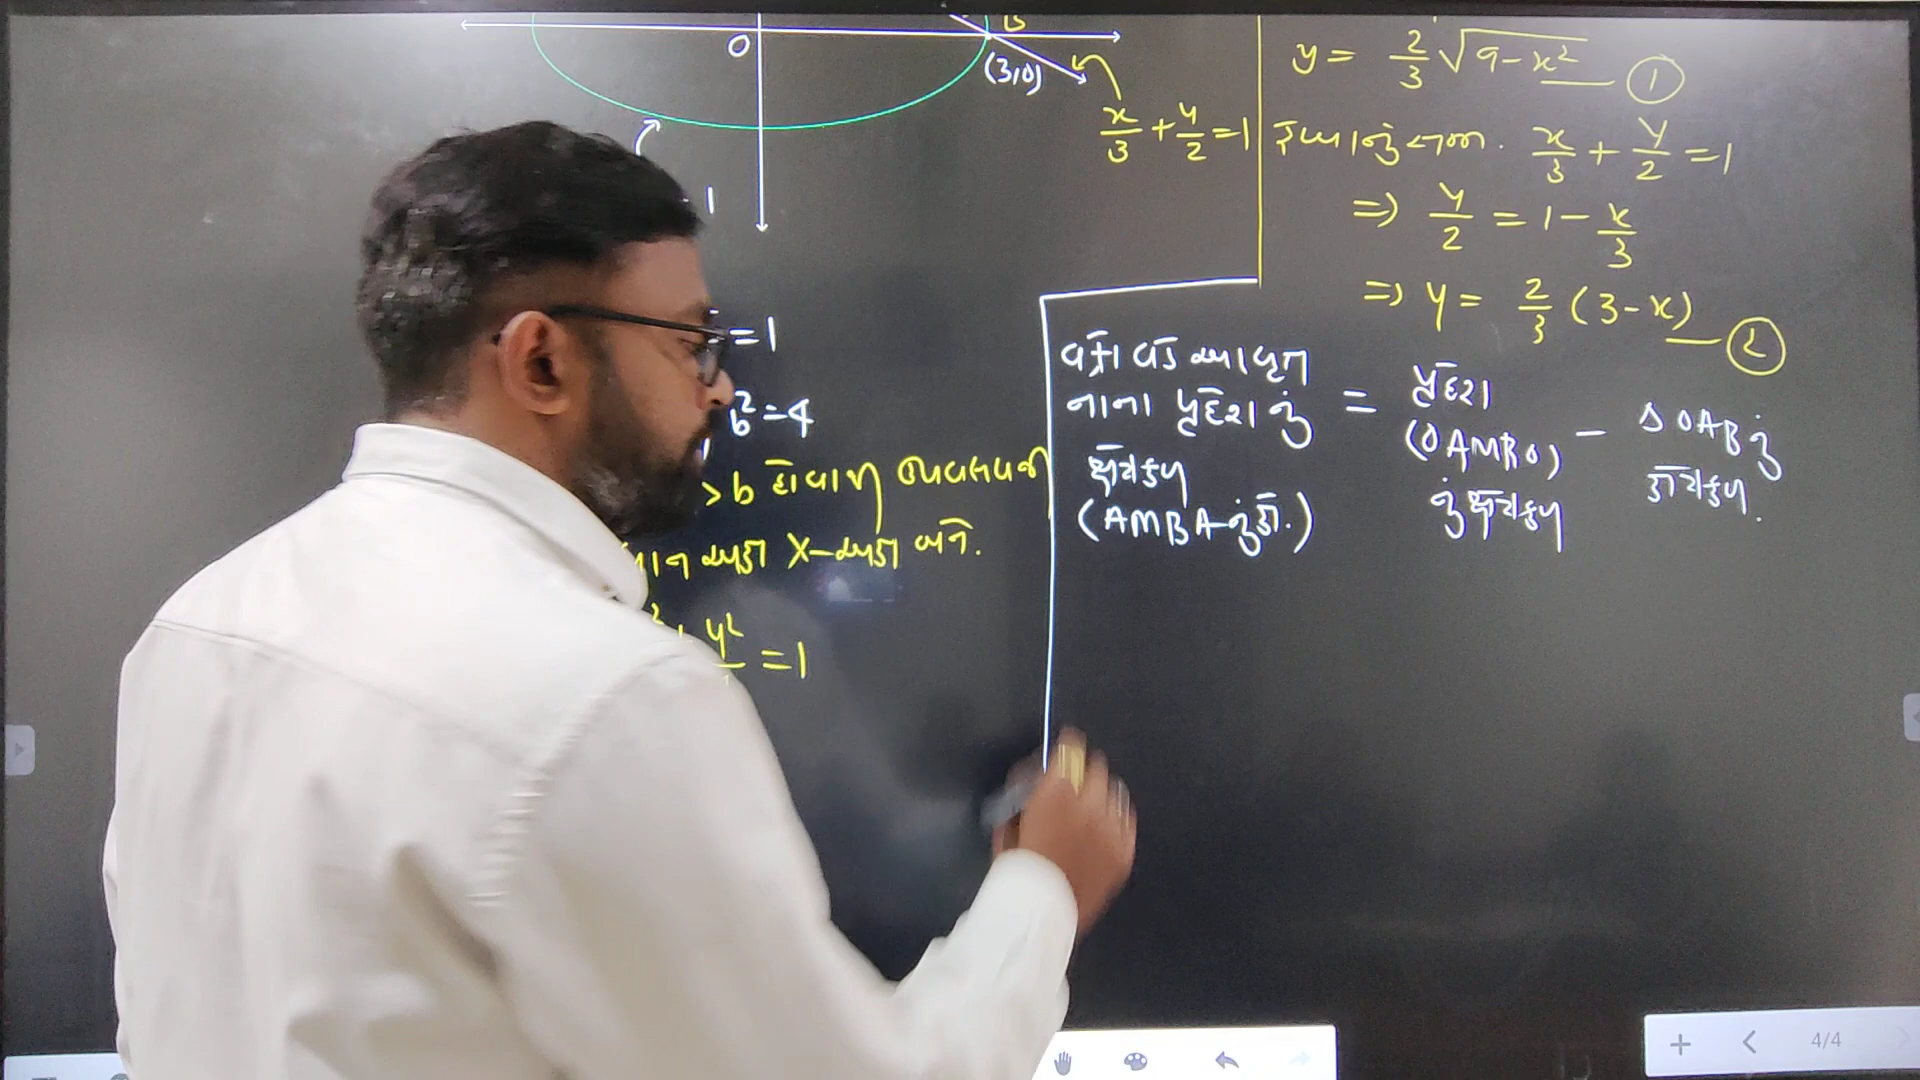 O
B
(3,0)
x/3 + y/2 = 1
1
= 1
b² = 4
> b હોવાથી ઉપવલયનો
X-અક્ષ બને.
y²
= 1
y = 2/3 √9-x² — ①
x/3 + y/2 = 1
=> y/2 = 1 - x/3
=> y = 2/3 (3-x) — ②
વક્રો વડે આવૃત
નાના પ્રદેશનું
ક્ષેત્રફળ
(AMBA નું ક્ષે.)
=
પ્રદેશ
(OAMBO)
નું ક્ષેત્રફળ
-
Δ OAB નું
ક્ષેત્રફળ.
4/4